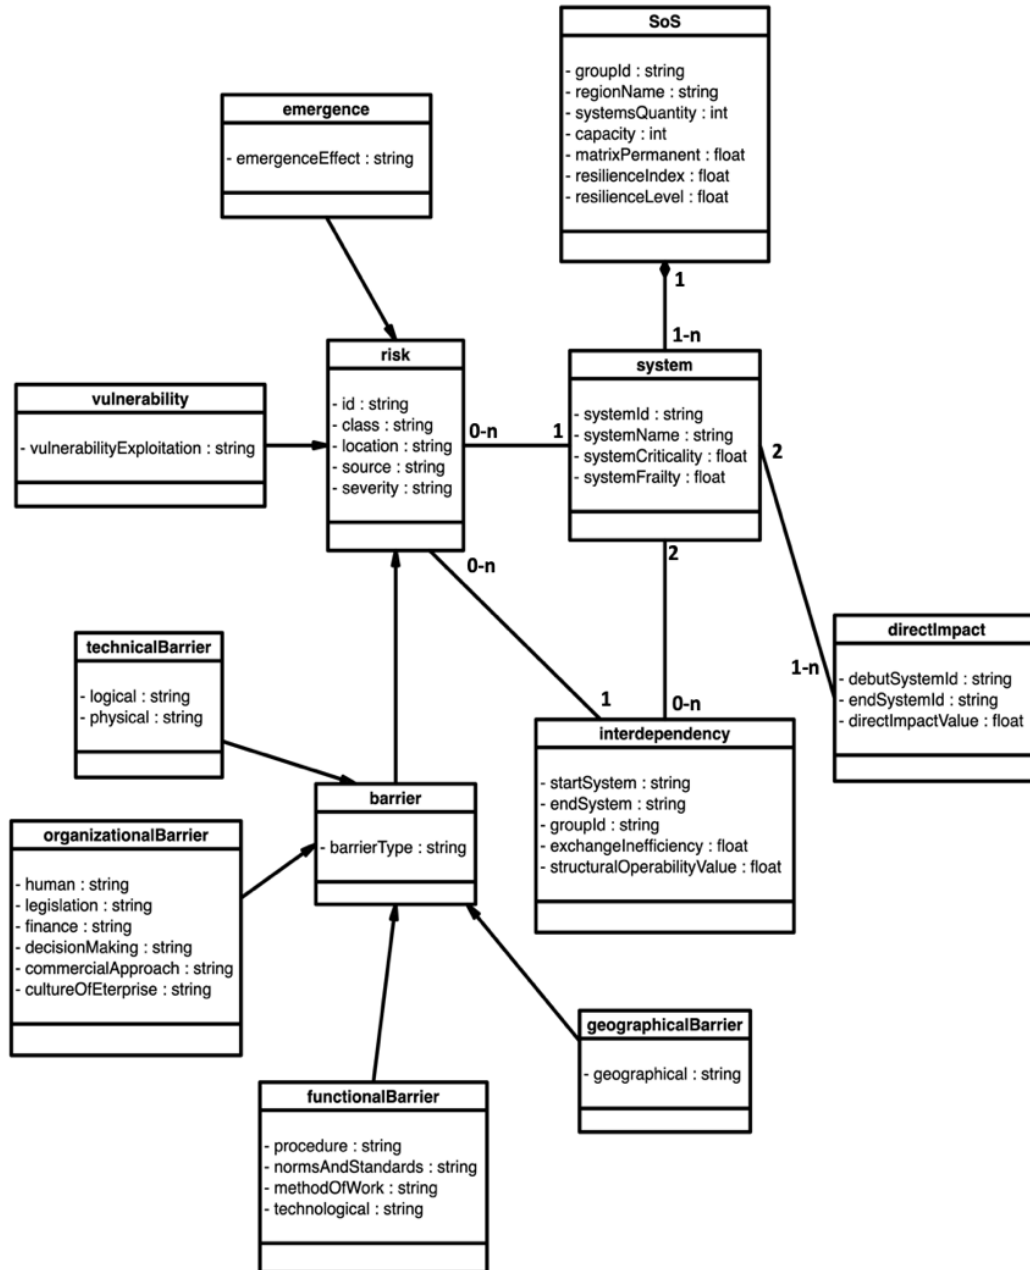 SoS
- groupId : string
- regionName : string
- systemsQuantity : int
- capacity : int
- matrixPermanent : float
- resilienceIndex : float
- resilienceLevel : float
1
1-n
emergence
- emergenceEffect : string
risk
- id : string
- class : string
- location : string
- source : string
- severity : string
0-n
1
system
- systemId : string
- systemName : string
- systemCriticality : float
- systemFrailty : float
2
2
vulnerability
- vulnerabilityExploitation : string
0-n
1
0-n
1-n
directImpact
- debutSystemId : string
- endSystemId : string
- directImpactValue : float
technicalBarrier
- logical : string
- physical : string
interdependency
- startSystem : string
- endSystem : string
- groupId : string
- exchangeInefficiency : float
- structuralOperabilityValue : float
barrier
- barrierType : string
organizationalBarrier
- human : string
- legislation : string
- finance : string
- decisionMaking : string
- commercialApproach : string
- cultureOfEterprise : string
geographicalBarrier
- geographical : string
functionalBarrier
- procedure : string
- normsAndStandards : string
- methodOfWork : string
- technological : string